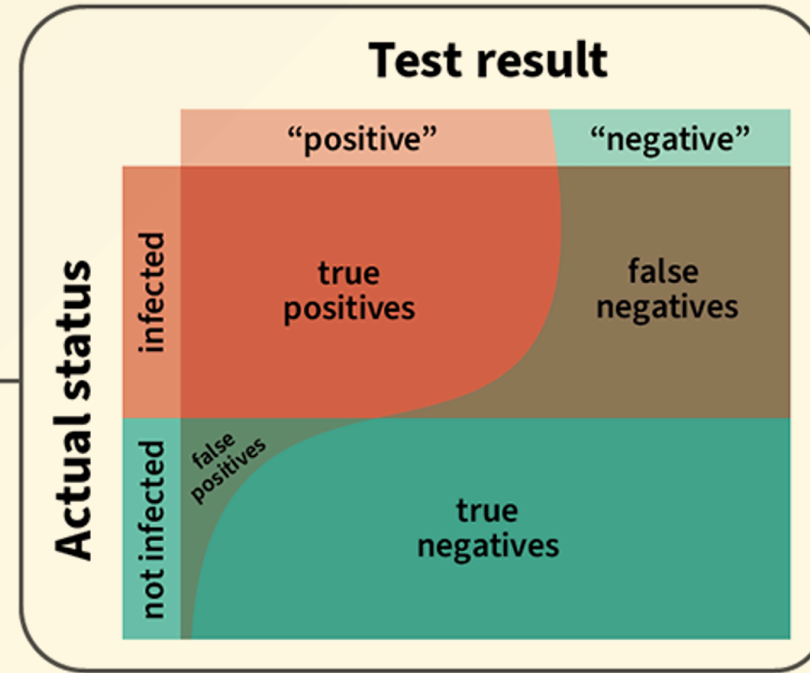 Test result
“positive”
“negative”
Actual status
infected
true
positives
false
negatives
not infected
false
positives
true
negatives